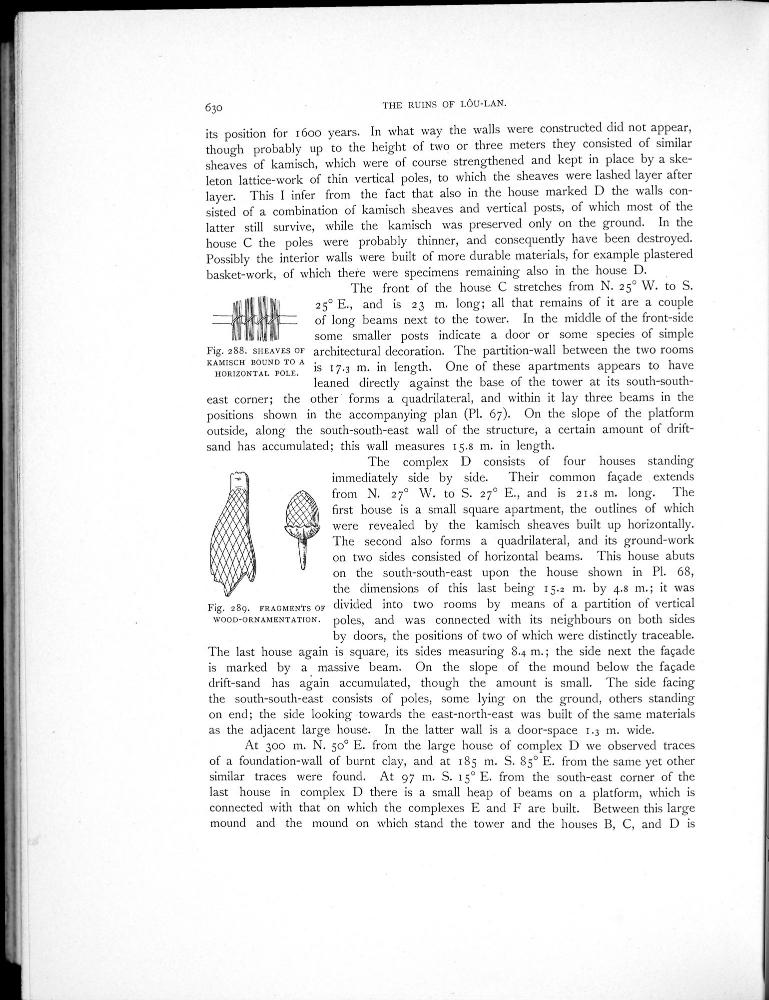 630
THE RUINS OF LÔU-LAN.
its position for 1600 years. In what way the walls were constructed did not appear,
though probably up to the height of two or three meters they consisted of similar
sheaves of kamisch, which were of course strengthened and kept in place by a ske-
leton lattice-work of thin vertical poles, to which the sheaves were lashed layer after
layer. This I infer from the fact that also in the house marked D the walls con-
sisted of a combination of kamisch sheaves and vertical posts, of which most of the
latter still survive, while the kamisch was preserved only on the ground. In the
house C the poles were probably thinner, and consequently have been destroyed.
Possibly the interior walls were built of more durable materials, for example plastered
basket-work, of which there were specimens remaining also in the house D.
The front of the house C stretches from N. 25° W. to S.
25° E., and is 23 m. long; all that remains of it are a couple
of long beams next to the tower. In the middle of the front-side
some smaller posts indicate a door or some species of simple
architectural decoration. The partition-wall between the two rooms
is 17.3 m. in length. One of these apartments appears to have
leaned directly against the base of the tower at its south-south-
east corner; the other forms a quadrilateral, and within it lay three beams in the
positions shown in the accompanying plan (Pl. 67). On the slope of the platform
outside, along the south-south-east wall of the structure, a certain amount of drift-
sand has accumulated; this wall measures 15.8 m. in length.
Fig. 288. SHEAVES OF
KAMISCH BOUND TO A
HORIZONTAL POLE.
The complex D consists of four houses standing
immediately side by side. Their common façade extends
from N. 27° W. to S. 27° E., and is 21.8 m. long. The
first house is a small square apartment, the outlines of which
were revealed by the kamisch sheaves built up horizontally.
The second also forms a quadrilateral, and its ground-work
on two sides consisted of horizontal beams. This house abuts
on the south-south-east upon the house shown in Pl. 68,
the dimensions of this last being 15.2 m. by 4.8 m.; it was
divided into two rooms by means of a partition of vertical
poles, and was connected with its neighbours on both sides
by doors, the positions of two of which were distinctly traceable.
Fig. 289. FRAGMENTS OF
WOOD-ORNAMENTATION.
The last house again is square, its sides measuring 8.4 m.; the side next the façade
is marked by a massive beam. On the slope of the mound below the façade
drift-sand has again accumulated, though the amount is small. The side facing
the south-south-east consists of poles, some lying on the ground, others standing
on end; the side looking towards the east-north-east was built of the same materials
as the adjacent large house. In the latter wall is a door-space 1.3 m. wide.
At 300 m. N. 50° E. from the large house of complex D we observed traces
of a foundation-wall of burnt clay, and at 185 m. S. 85° E. from the same yet other
similar traces were found. At 97 m. S. 15° E. from the south-east corner of the
last house in complex D there is a small heap of beams on a platform, which is
connected with that on which the complexes E and F are built. Between this large
mound and the mound on which stand the tower and the houses B, C, and D is